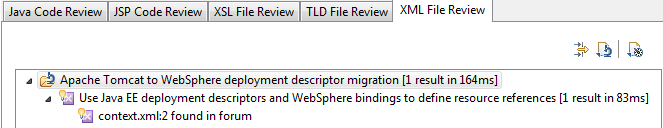 Java Code Review JSP Code Review XSL File Review TLD File Review XML File Review
Apache Tomcat to WebSphere deployment descriptor migration [1 result in 164ms]
Use Java EE deployment descriptors and WebSphere bindings to define resource references [1 result in 83ms]
context.xml:2 found in forum